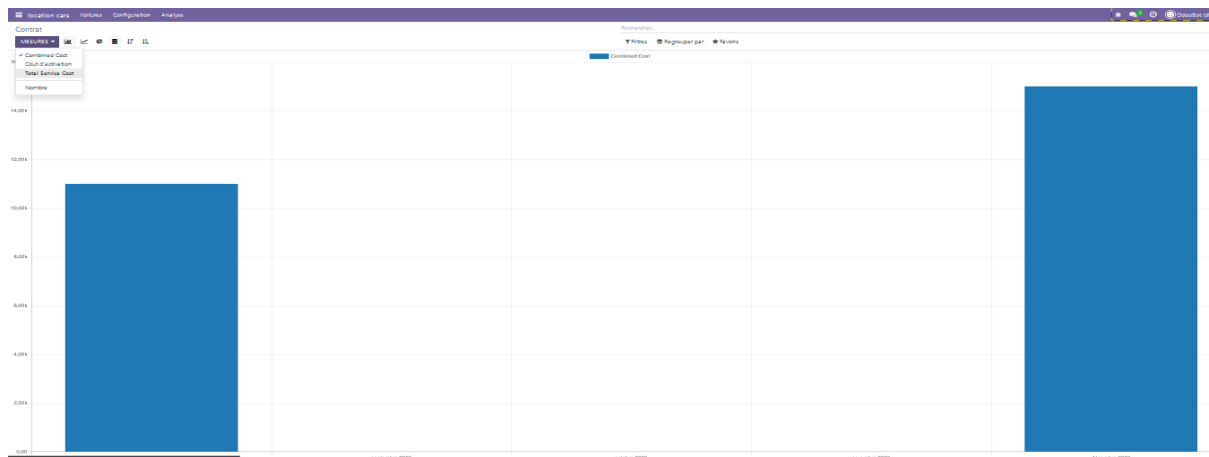 location cars Voitures Configuration Analyse
Contrat
Rechercher...
MESURES
Filtres Regrouper par Favoris
Combined Cost
Cout d'activation
Total Service Cost
Nombre
Combined Cost
14,00k
12,00k
10,00k
8,00k
6,00k
4,00k
2,00k
0,00